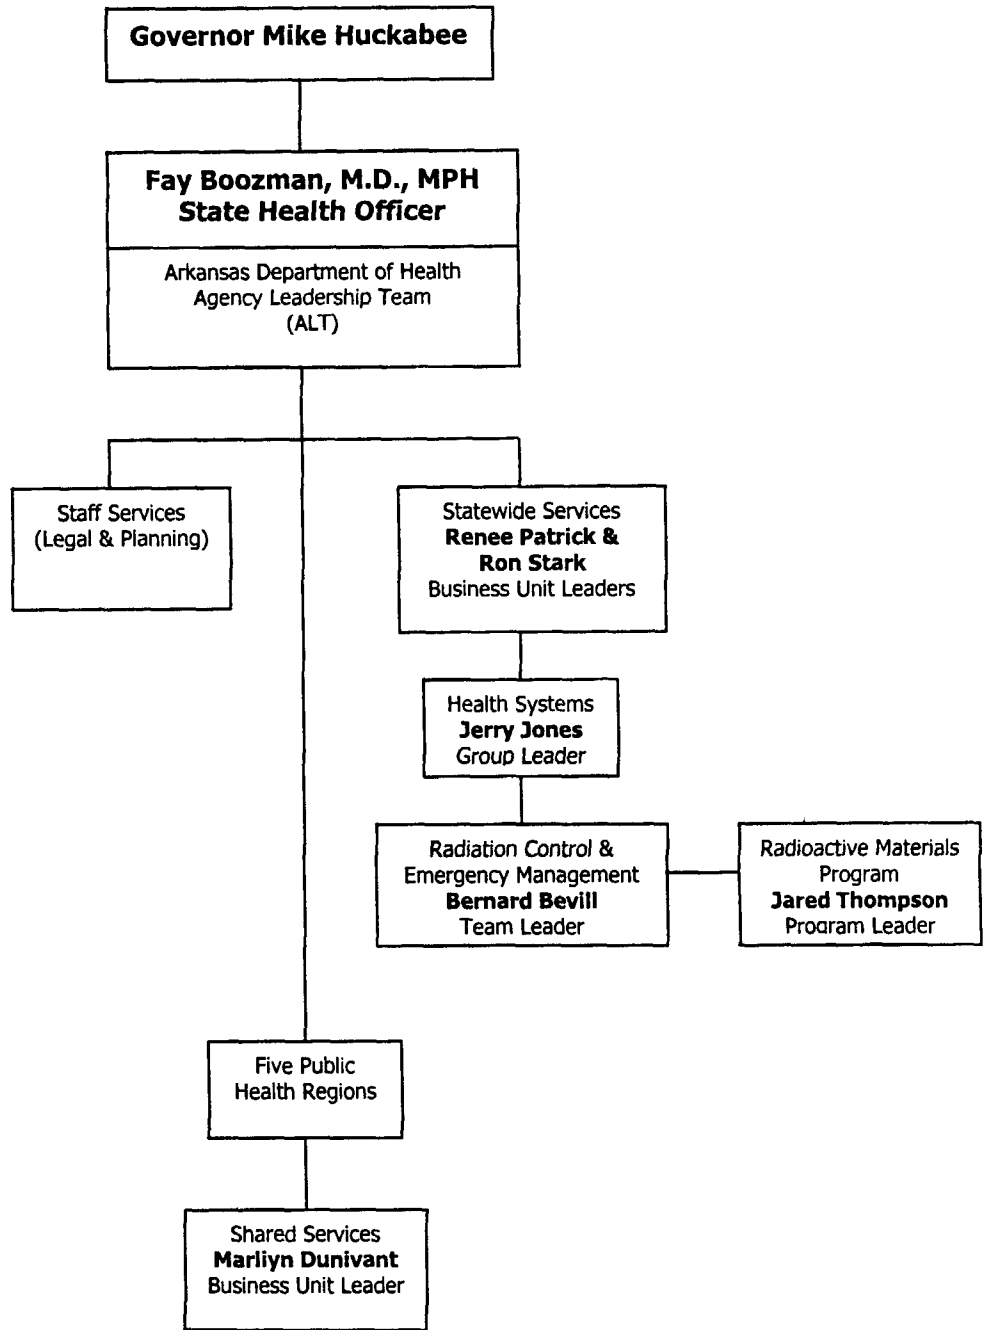 Governor Mike Huckabee
Fay Boozman, M.D., MPH
State Health Officer
Arkansas Department of Health
Agency Leadership Team
(ALT)
Staff Services
(Legal & Planning)
Statewide Services
Renee Patrick &
Ron Stark
Business Unit Leaders
Health Systems
Jerry Jones
Group Leader
Radiation Control &
Emergency Management
Bernard Bevill
Team Leader
Radioactive Materials
Program
Jared Thompson
Program Leader
Five Public
Health Regions
Shared Services
Marliyn Dunivant
Business Unit Leader